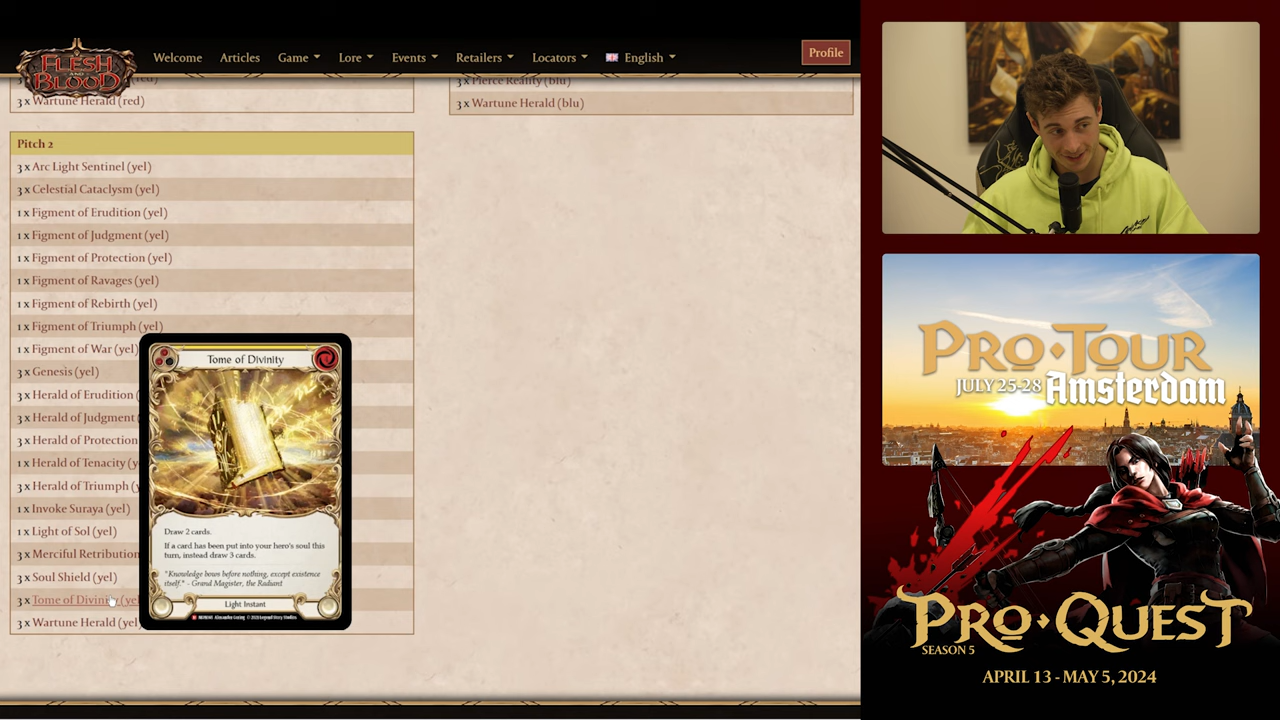 FLESH
AND
BLOOD
Welcome
Articles
Game
Lore
Events
Retailers
Locators
English
Profile
3 x Wartune Herald (red)
3 x Pierce Reality (blu)
3 x Wartune Herald (blu)
Pitch 2
3 x Arc Light Sentinel (yel)
3 x Celestial Cataclysm (yel)
1 x Figment of Erudition (yel)
1 x Figment of Judgment (yel)
1 x Figment of Protection (yel)
1 x Figment of Ravages (yel)
1 x Figment of Rebirth (yel)
1 x Figment of Triumph (yel)
1 x Figment of War (yel)
3 x Genesis (yel)
3 x Herald of Erudition (
3 x Herald of Judgment
3 x Herald of Protection
1 x Herald of Tenacity (y
3 x Herald of Triumph (
1 x Invoke Suraya (yel)
1 x Light of Sol (yel)
3 x Merciful Retribution
3 x Soul Shield (yel)
3 x Tome of Divinity (yel
3 x Wartune Herald (yel
Tome of Divinity
Draw 2 cards.
If a card has been put into your hero's soul this
turn, instead draw 3 cards.
"Knowledge bows before nothing, except existence
itself." - Grand Magister, the Radiant
Light Instant
PRO TOUR
JULY 25-28 Amsterdam
PRO QUEST
SEASON 5
APRIL 13 - MAY 5, 2024